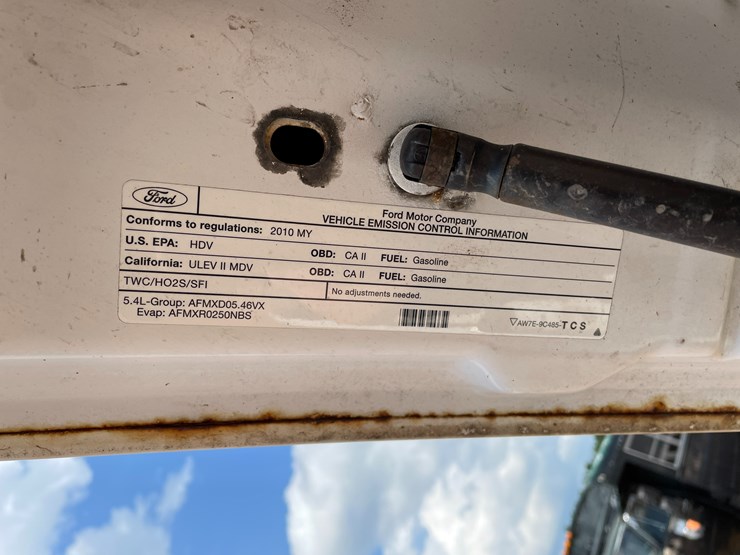 Ford
Ford Motor Company
VEHICLE EMISSION CONTROL INFORMATION
Conforms to regulations: 2010 MY
U.S. EPA: HDV OBD: CA II FUEL: Gasoline
California: ULEV II MDV OBD: CA II FUEL: Gasoline
TWC/HO2S/SFI No adjustments needed.
5.4L-Group: AFMXD05.46VX
Evap: AFMXR0250NBS
AW7E-9C485-TCS